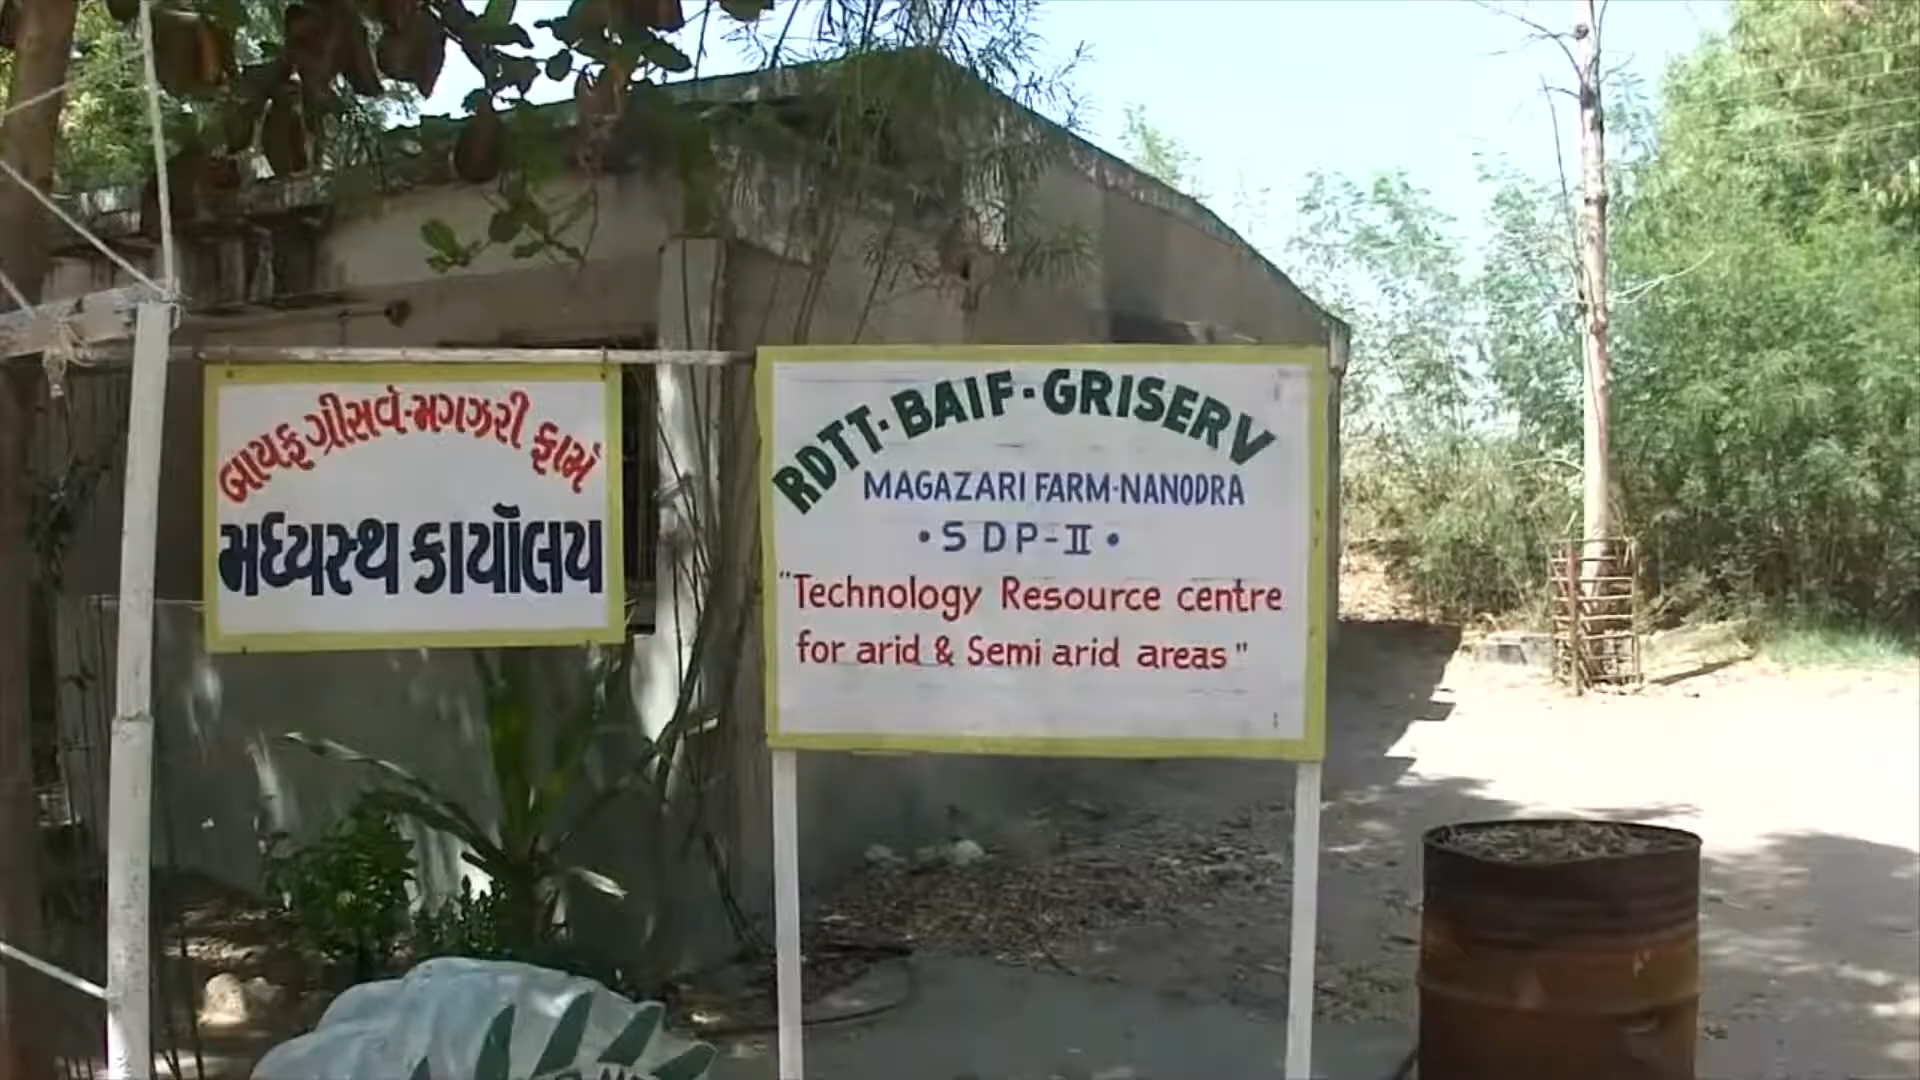 બાયફ ગ્રીસર્વ-મગઝરી ફાર્મ
મધ્યસ્થ કાર્યાલય
RDTT·BAIF·GRISERV
MAGAZARI FARM·NANODRA
•SDP-II•
"Technology Resource centre
for arid & Semi arid areas"